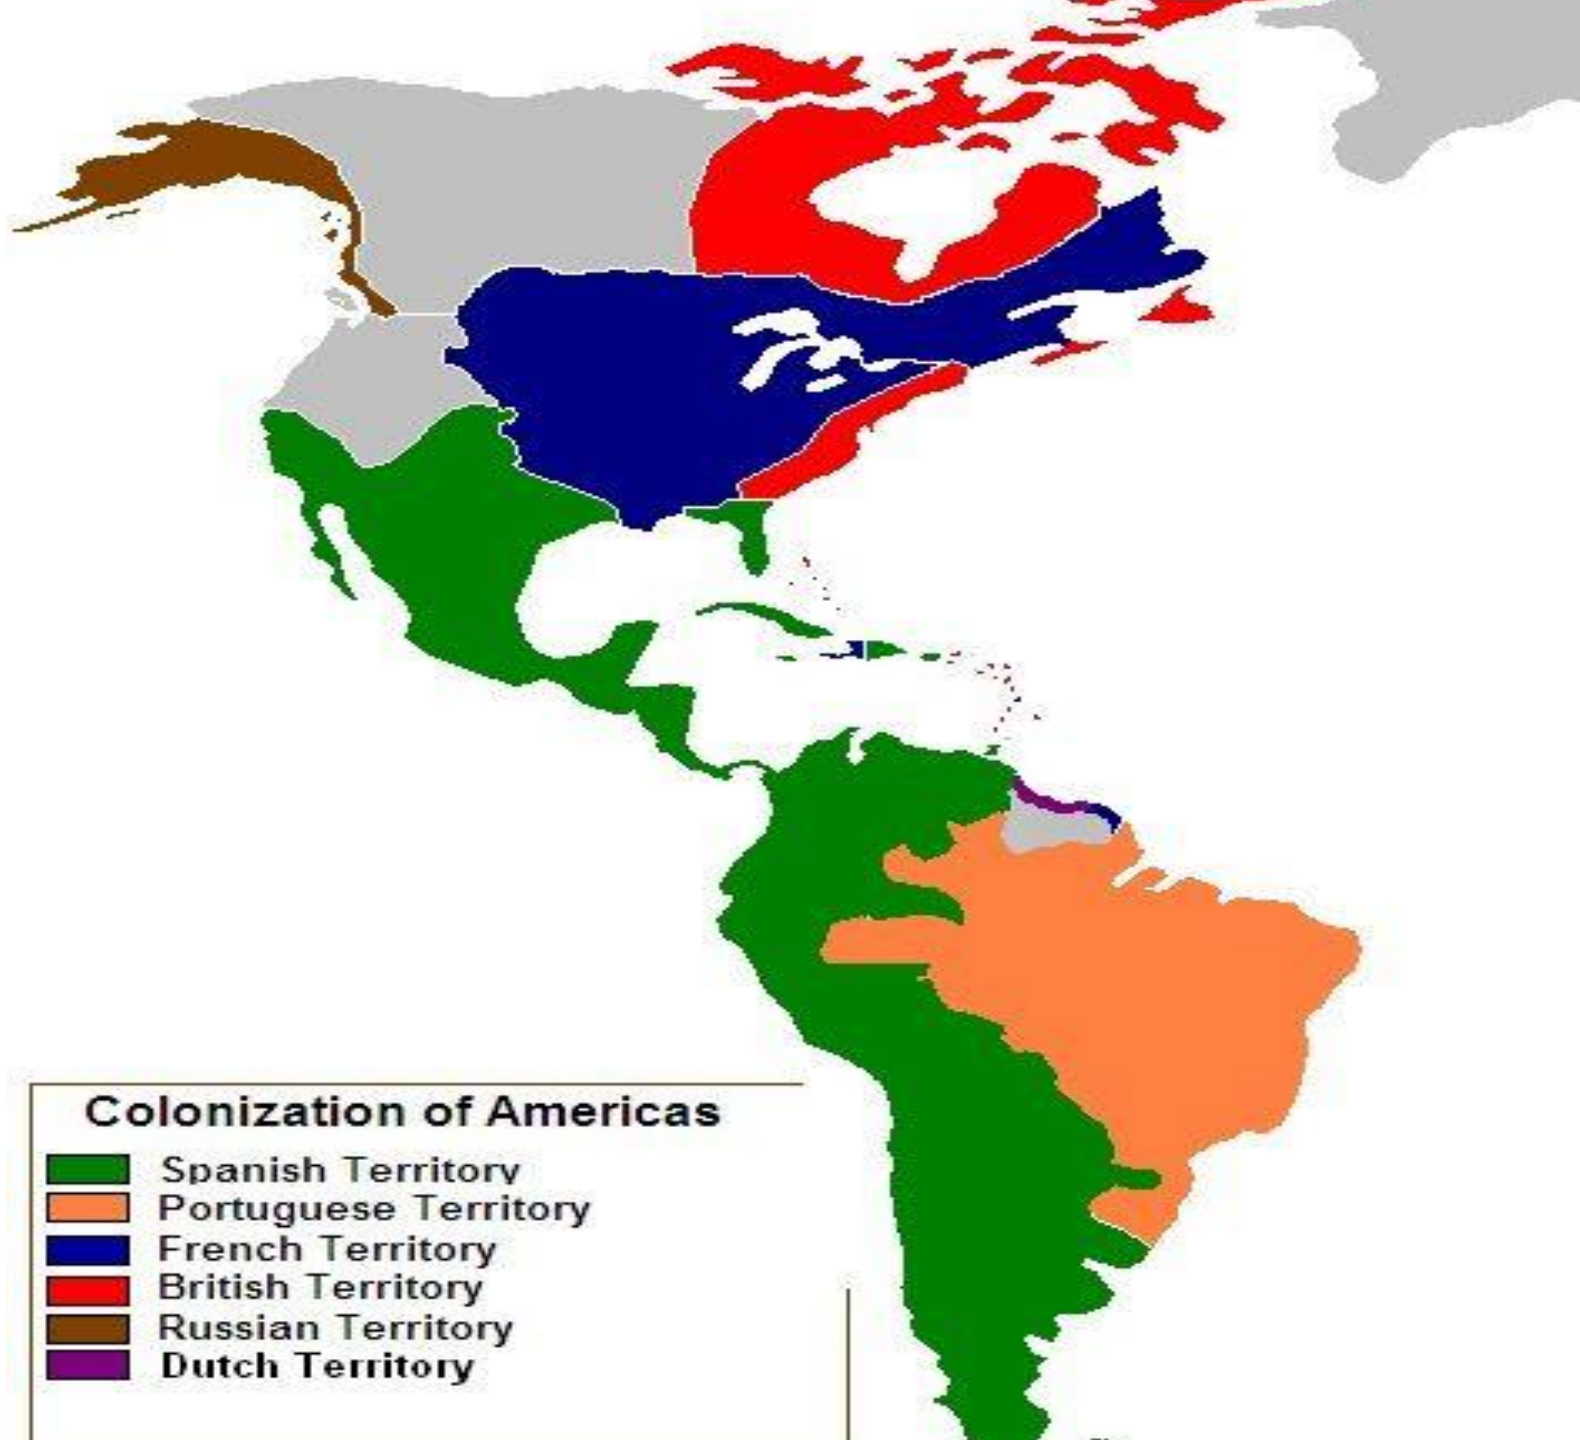 Colonization of Americas
Spanish Territory
Portuguese Territory
French Territory
British Territory
Russian Territory
Dutch Territory